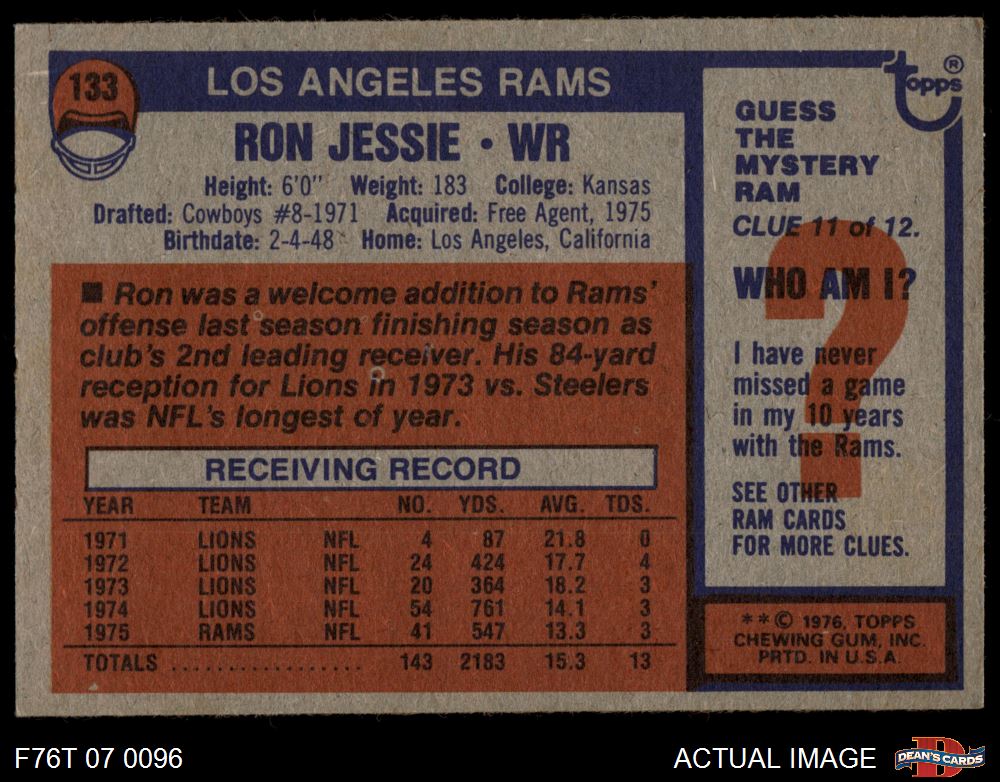 133
LOS ANGELES RAMS
RON JESSIE • WR
Height: 6'0" Weight: 183 College: Kansas
Drafted: Cowboys #8-1971 Acquired: Free Agent, 1975
Birthdate: 2-4-48 Home: Los Angeles, California
■ Ron was a welcome addition to Rams'
offense last season finishing season as
club's 2nd leading receiver. His 84-yard
reception for Lions in 1973 vs. Steelers
was NFL's longest of year.
RECEIVING RECORD
YEAR TEAM NO. YDS. AVG. TDS.
1971 LIONS NFL 4 87 21.8 0
1972 LIONS NFL 24 424 17.7 4
1973 LIONS NFL 20 364 18.2 3
1974 LIONS NFL 54 761 14.1 3
1975 RAMS NFL 41 547 13.3 3
TOTALS .................. 143 2183 15.3 13
topps ®
GUESS
THE
MYSTERY
RAM
CLUE 11 of 12.
WHO AM I?
?
I have never
missed a game
in my 10 years
with the Rams.
SEE OTHER
RAM CARDS
FOR MORE CLUES.
** © 1976, TOPPS
CHEWING GUM, INC.
PRTD. IN U.S.A.
F76T 07 0096
ACTUAL IMAGE
D
DEAN'S CARDS